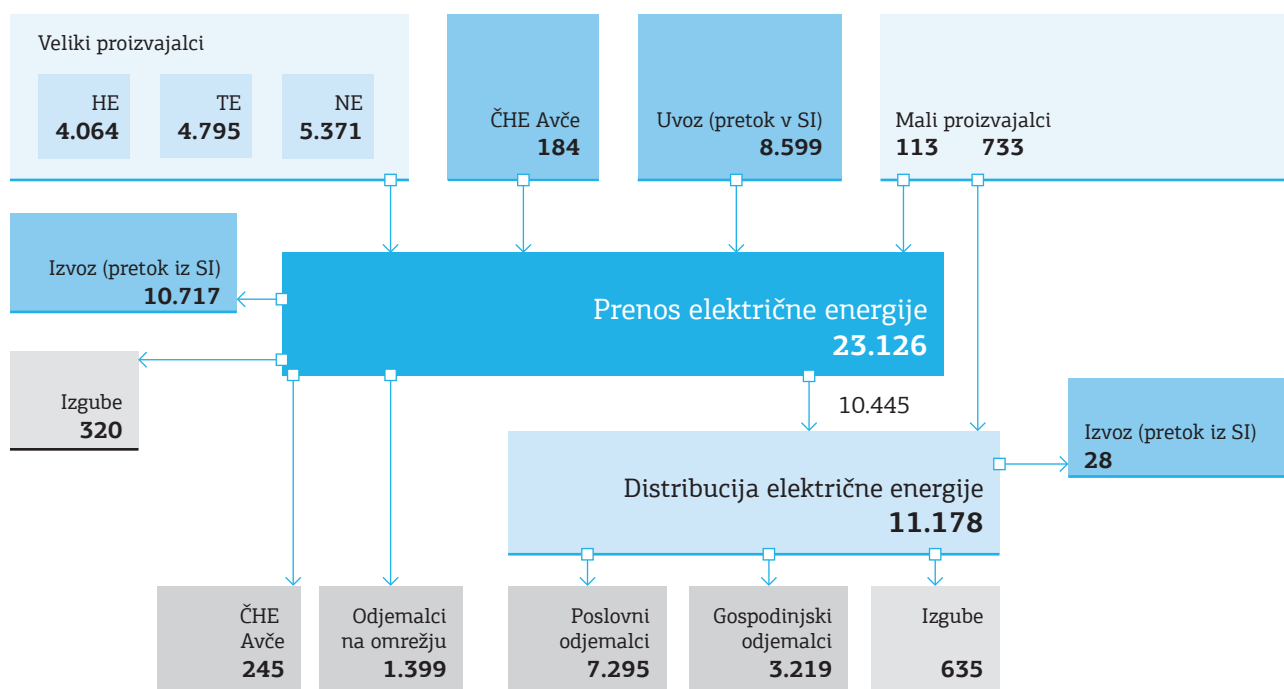 Veliki proizvajalci
HE
4.064
TE
4.795
NE
5.371
ČHE Avče
184
Uvoz (pretok v SI)
8.599
Mali proizvajalci
113 733
Izvoz (pretok iz SI)
10.717
Prenos električne energije
23.126
Izgube
320
10.445
Izvoz (pretok iz SI)
28
Distribucija električne energije
11.178
ČHE
Avče
245
Odjemalci
na omrežju
1.399
Poslovni
odjemalci
7.295
Gospodinjski
odjemalci
3.219
Izgube
635